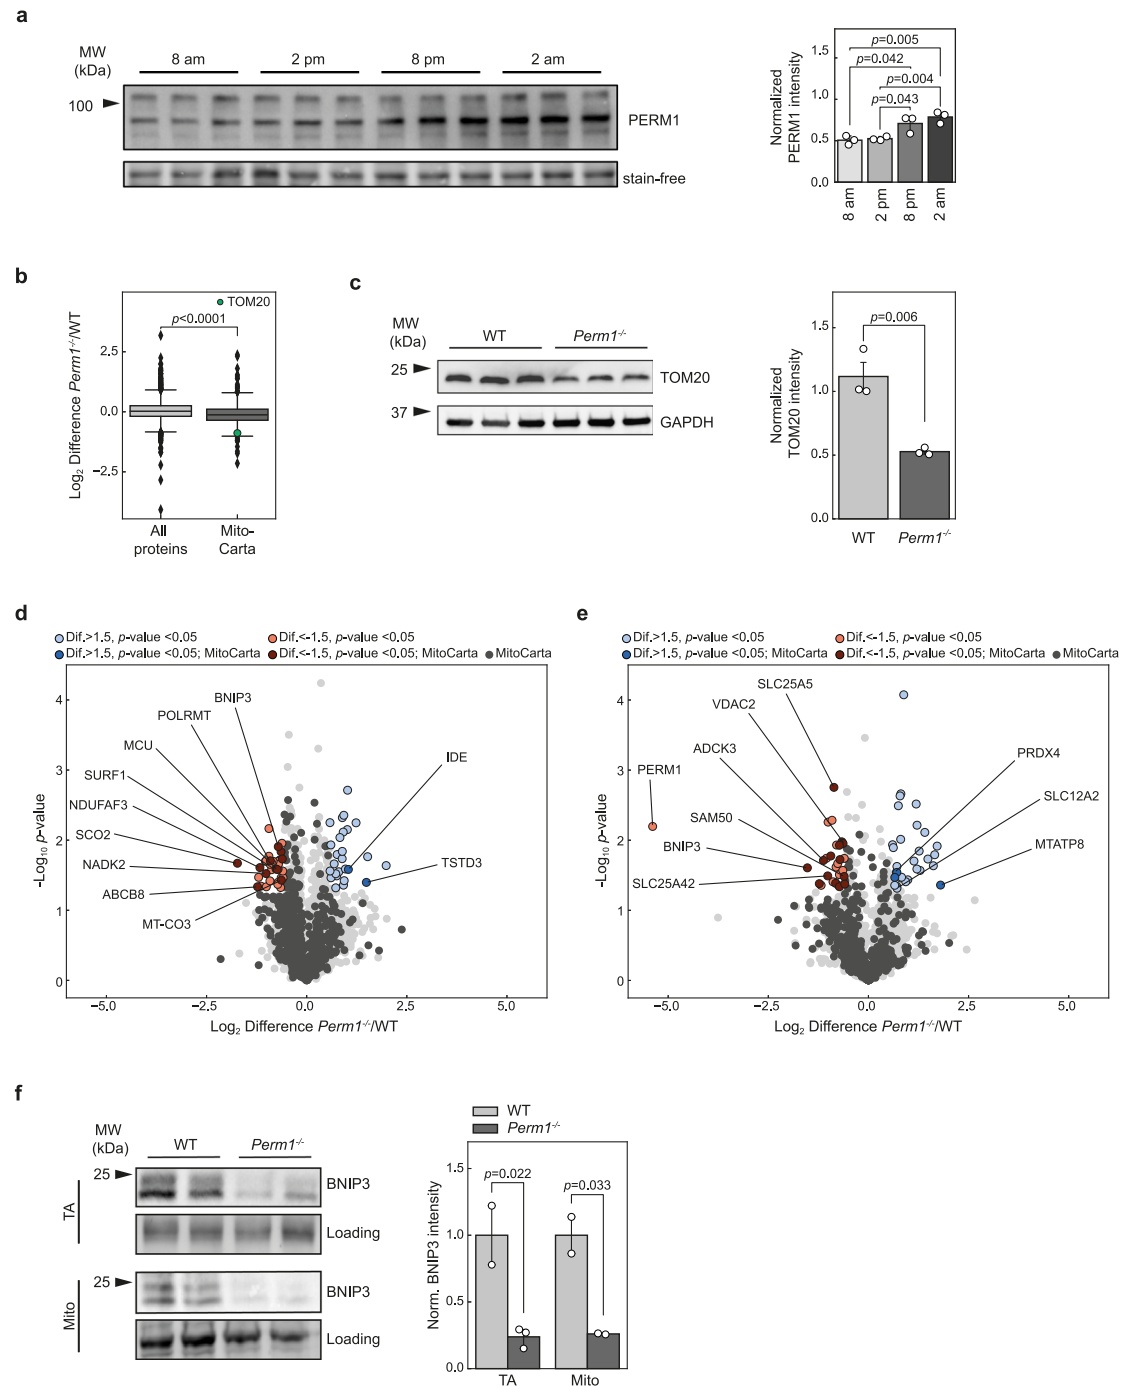 a
MW
(kDa)
8 am
2 pm
8 pm
2 am
100
PERM1
stain-free
Normalized
PERM1 intensity
1.5
1.0
0.5
0.0
p=0.005
p=0.042
p=0.004
p=0.043
8 am
2 pm
8 pm
2 am
b
Log2 Difference Perm1-/-/WT
TOM20
p<0.0001
2.5
0.0
−2.5
All
proteins
Mito-
Carta
c
MW
(kDa)
WT
Perm1-/-
25
TOM20
37
GAPDH
Normalized
TOM20 intensity
1.5
1.0
0.5
0.0
p=0.006
WT
Perm1-/-
d
Dif.>1.5, p-value <0.05
Dif.<-1.5, p-value <0.05
Dif.>1.5, p-value <0.05; MitoCarta
Dif.<-1.5, p-value <0.05; MitoCarta
MitoCarta
-Log10 p-value
4
3
2
1
0
BNIP3
POLRMT
MCU
SURF1
NDUFAF3
SCO2
NADK2
ABCB8
MT-CO3
IDE
TSTD3
−5.0
−2.5
0.0
2.5
5.0
Log2 Difference Perm1-/-/WT
e
Dif.>1.5, p-value <0.05
Dif.<-1.5, p-value <0.05
Dif.>1.5, p-value <0.05; MitoCarta
Dif.<-1.5, p-value <0.05; MitoCarta
MitoCarta
-Log10 p-value
4
3
2
1
0
SLC25A5
VDAC2
ADCK3
PERM1
SAM50
BNIP3
SLC25A42
PRDX4
SLC12A2
MTATP8
−5.0
−2.5
0.0
2.5
5.0
Log2 Difference Perm1-/-/WT
f
MW
(kDa)
WT
Perm1-/-
TA
25
BNIP3
Loading
Mito
25
BNIP3
Loading
WT
Perm1-/-
Norm. BNIP3 intensity
1.5
1.0
0.5
0.0
p=0.022
p=0.033
TA
Mito